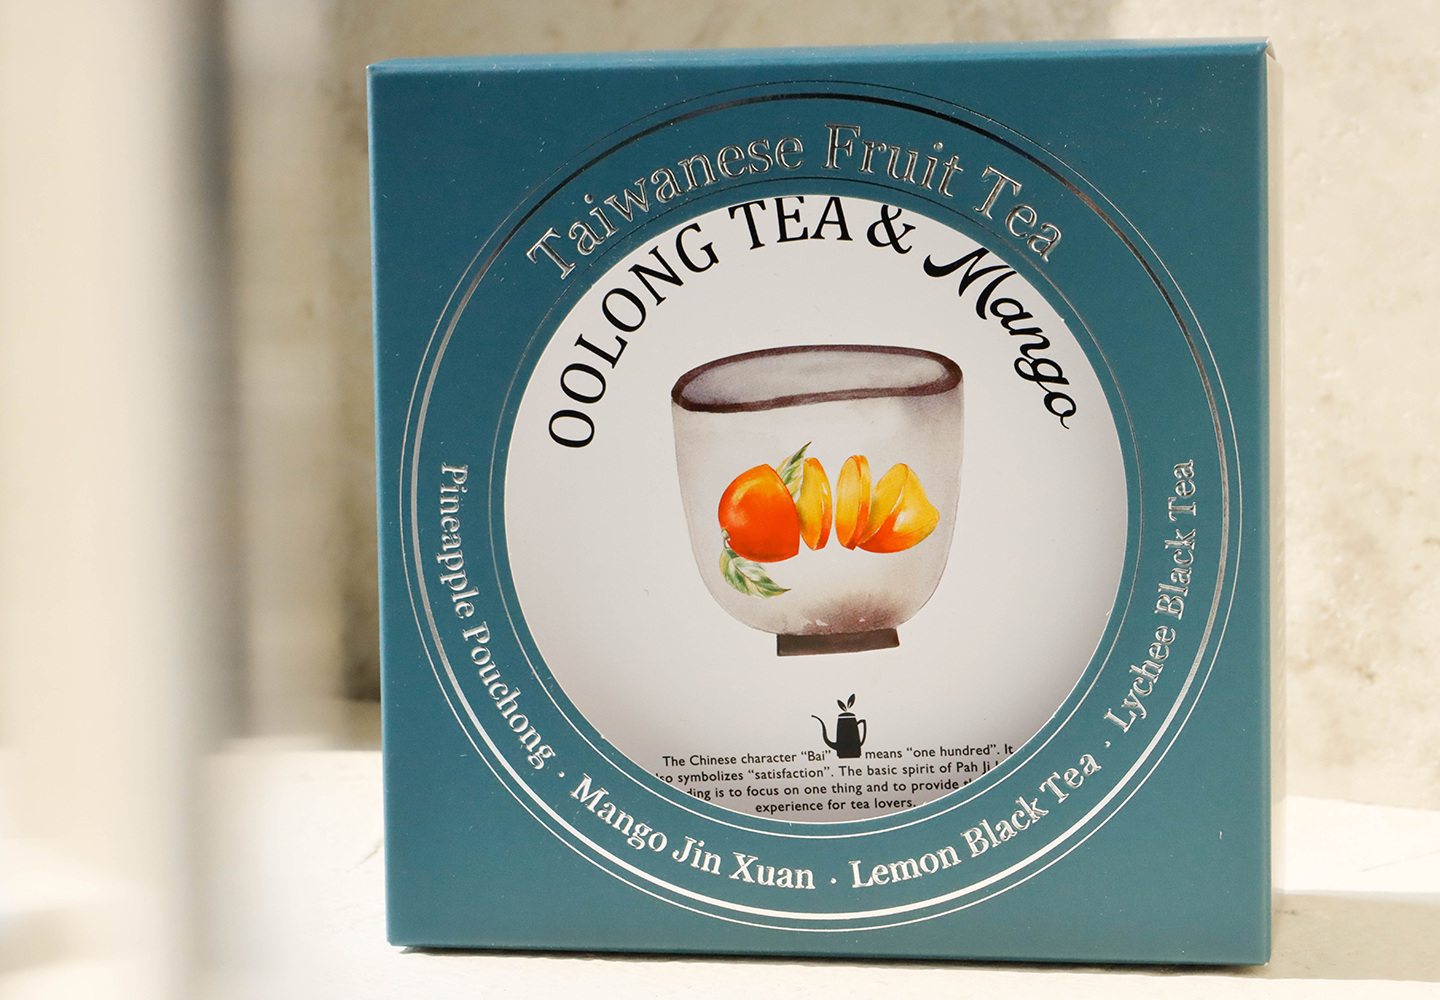 Taiwanese Fruit Tea
OOLONG TEA & Mango
The Chinese character “Bai” means “one hundred”. It
symbolizes “satisfaction”. The basic spirit of Pah Ji
is to focus on one thing and to provide
experience for tea lovers.
Pineapple Pouchong · Mango Jin Xuan · Lemon Black Tea · Lychee Black Tea